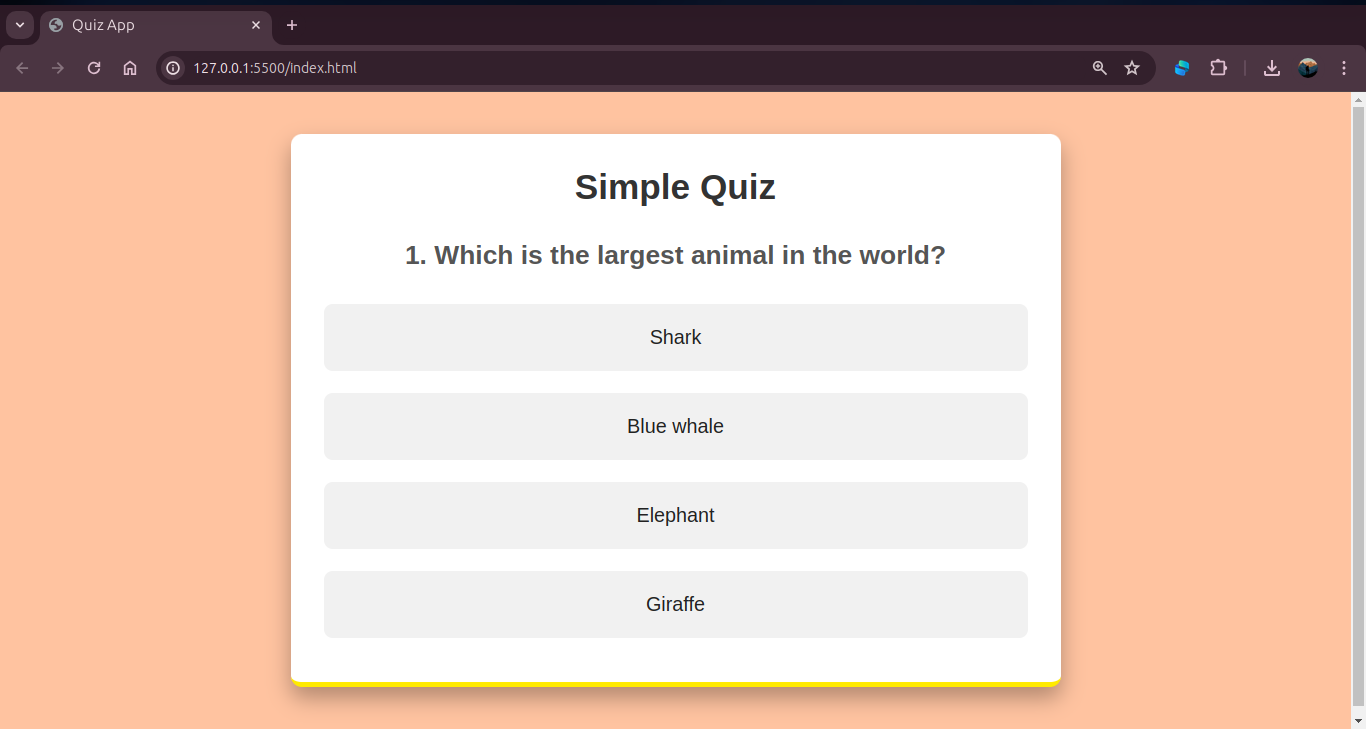 Quiz App
127.0.0.1:5500/index.html
Simple Quiz
1. Which is the largest animal in the world?
Shark
Blue whale
Elephant
Giraffe